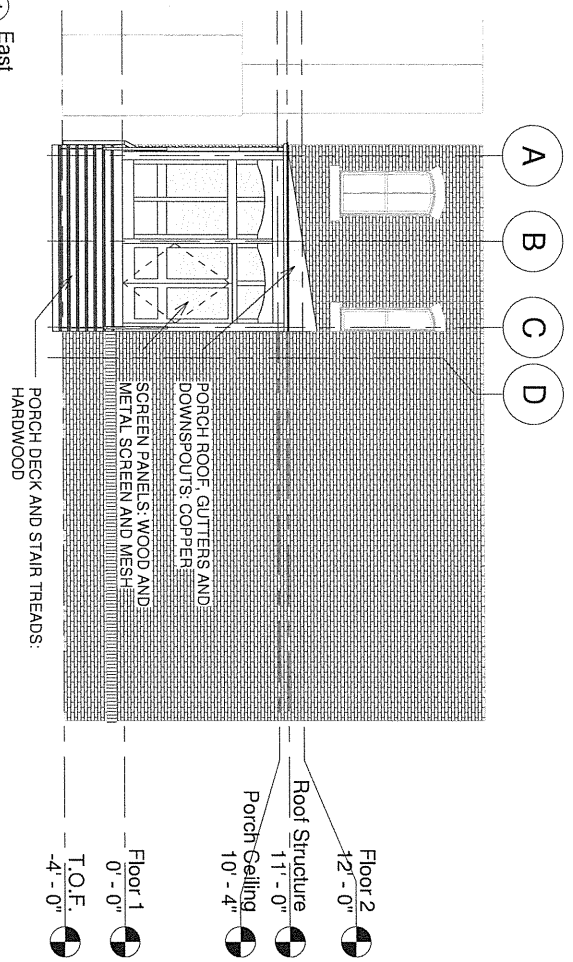 A
B
C
D
PORCH ROOF, GUTTERS AND
DOWNSPOUTS: COPPER
SCREEN PANELS: WOOD AND
METAL SCREEN AND MESH
PORCH DECK AND STAIR TREADS:
HARDWOOD
Floor 2
12' - 0"
Roof Structure
11' - 0"
Porch Ceiling
10' - 4"
Floor 1
0' - 0"
T.O.F.
-4' - 0"
East